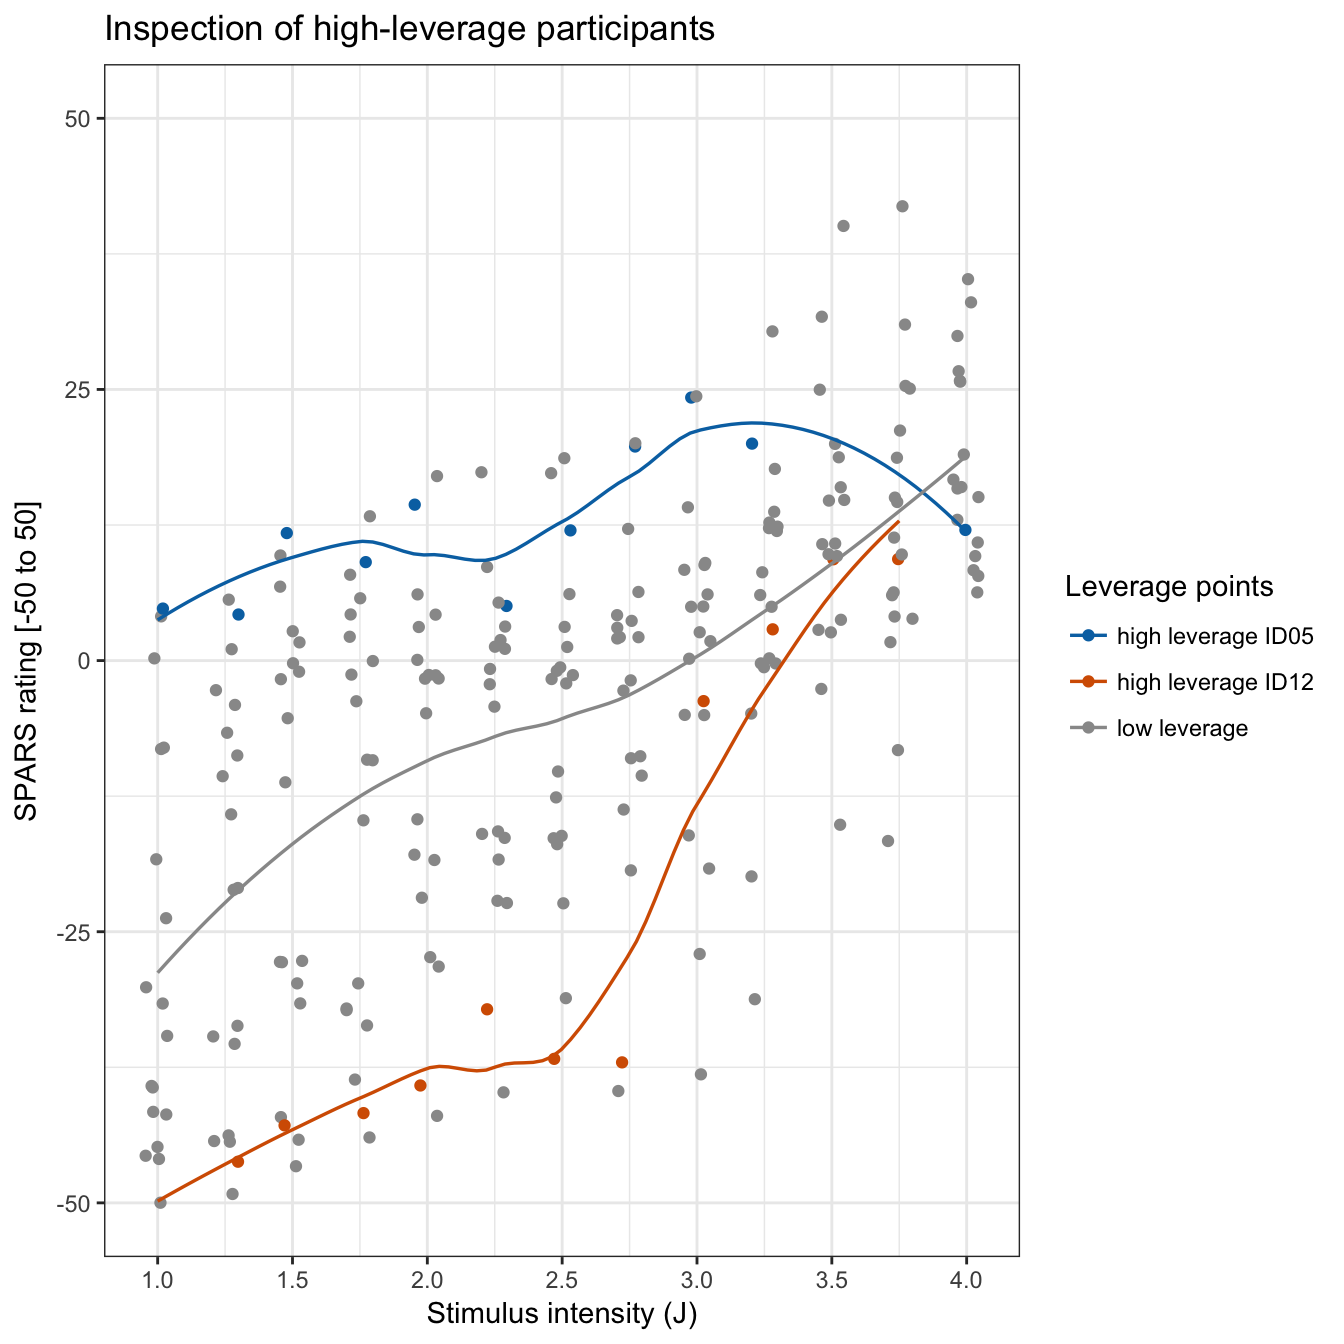 Inspection of high-leverage participants
SPARS rating [-50 to 50]
50
25
0
-25
-50
1.0 1.5 2.0 2.5 3.0 3.5 4.0
Stimulus intensity (J)
Leverage points
high leverage ID05
high leverage ID12
low leverage